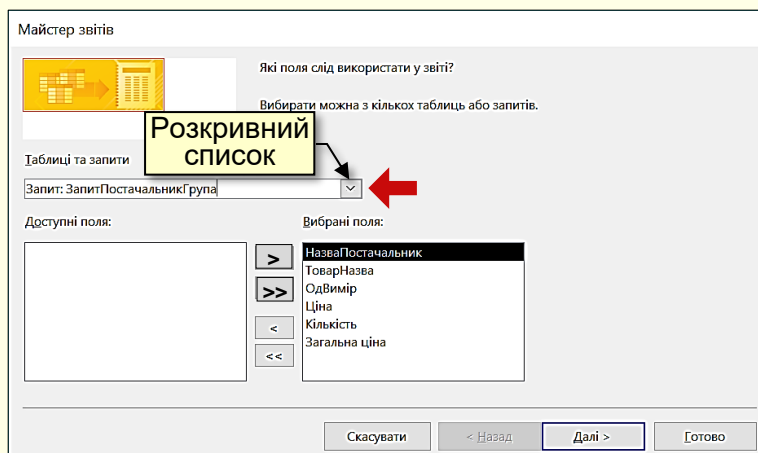 Майстер звітів
Які поля слід використати у звіті?
Вибирати можна з кількох таблиць або запитів.
Розкривний
список
Таблиці та запити
Запит: ЗапитПостачальникГрупа
Доступні поля:
Вибрані поля:
НазваПостачальник
ТоварНазва
ОдВимір
Ціна
Кількість
Загальна ціна
>
>>
<
<<
Скасувати
< Назад
Далі >
Готово